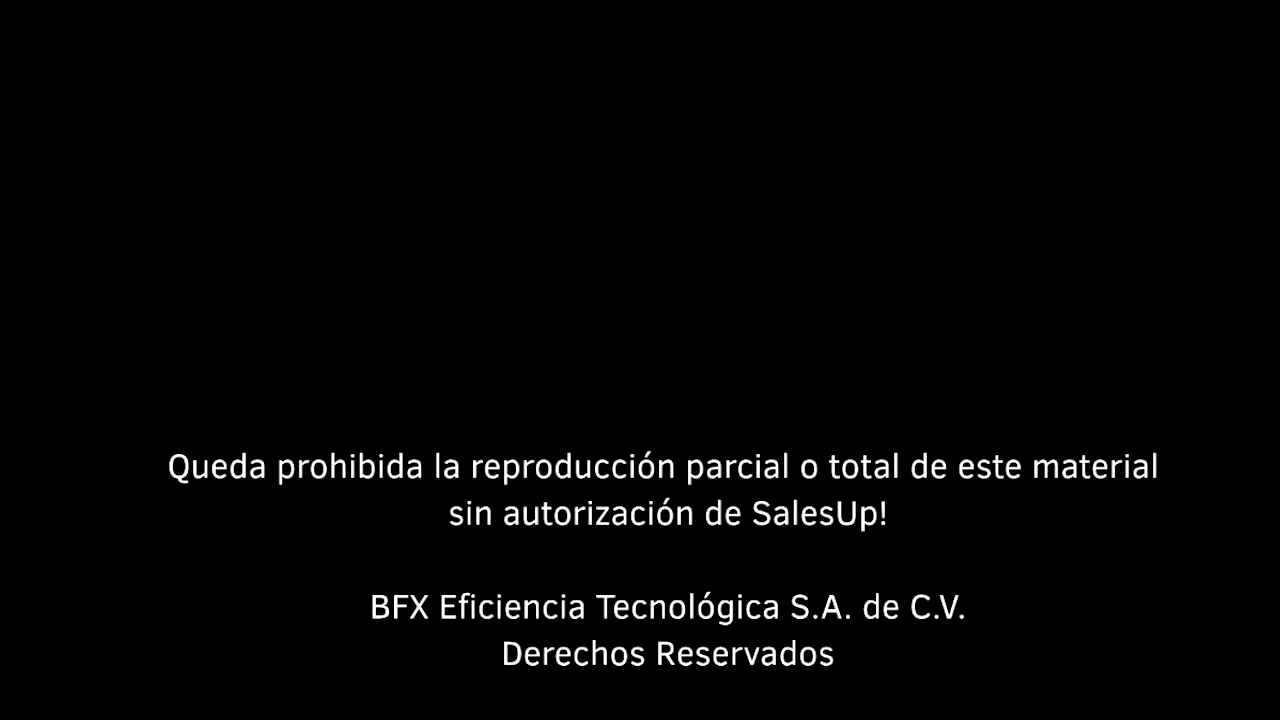 Queda prohibida la reproducción parcial o total de este material
sin autorización de SalesUp!
BFX Eficiencia Tecnológica S.A. de C.V.
Derechos Reservados